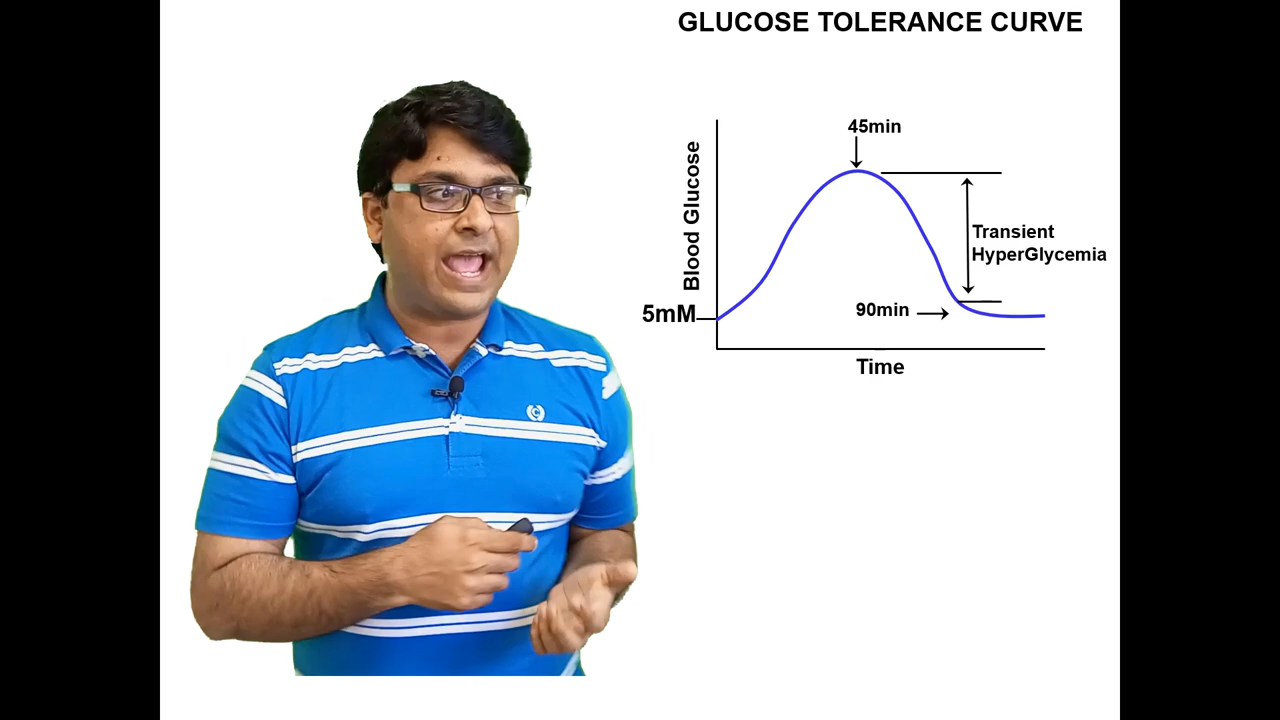 GLUCOSE TOLERANCE CURVE
45min
Blood Glucose
Transient
HyperGlycemia
5mM
90min
Time